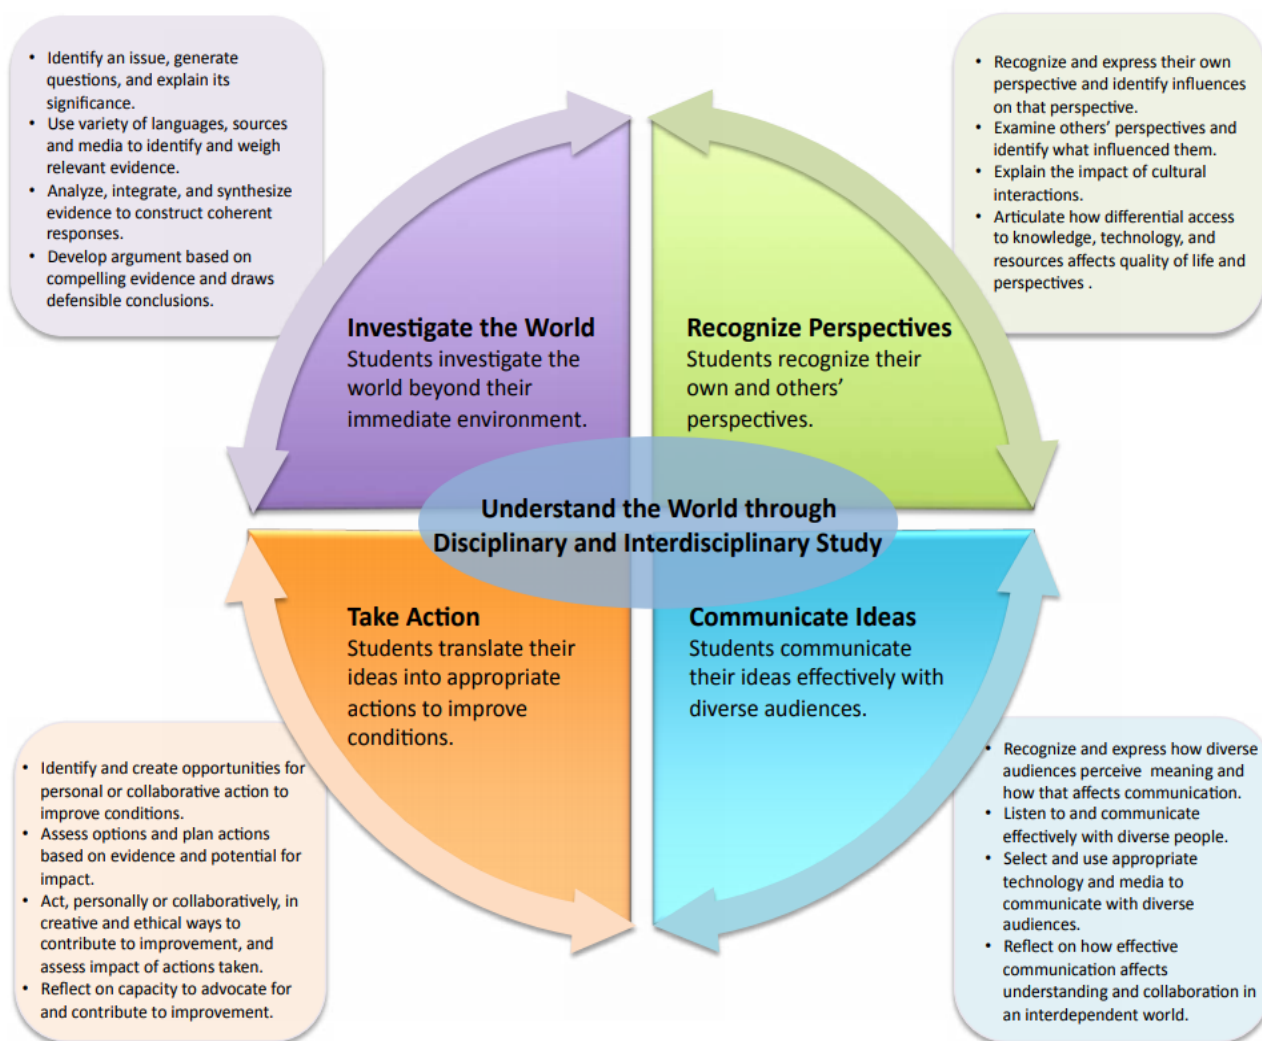 • Identify an issue, generate
questions, and explain its
significance.
• Use variety of languages, sources
and media to identify and weigh
relevant evidence.
• Analyze, integrate, and synthesize
evidence to construct coherent
responses.
• Develop argument based on
compelling evidence and draws
defensible conclusions.
• Recognize and express their own
perspective and identify influences
on that perspective.
• Examine others’ perspectives and
identify what influenced them.
• Explain the impact of cultural
interactions.
• Articulate how differential access
to knowledge, technology, and
resources affects quality of life and
perspectives .
Investigate the World
Students investigate the
world beyond their
immediate environment.
Recognize Perspectives
Students recognize their
own and others’
perspectives.
Understand the World through
Disciplinary and Interdisciplinary Study
Take Action
Students translate their
ideas into appropriate
actions to improve
conditions.
Communicate Ideas
Students communicate
their ideas effectively with
diverse audiences.
• Identify and create opportunities for
personal or collaborative action to
improve conditions.
• Assess options and plan actions
based on evidence and potential for
impact.
• Act, personally or collaboratively, in
creative and ethical ways to
contribute to improvement, and
assess impact of actions taken.
• Reflect on capacity to advocate for
and contribute to improvement.
• Recognize and express how diverse
audiences perceive meaning and
how that affects communication.
• Listen to and communicate
effectively with diverse people.
• Select and use appropriate
technology and media to
communicate with diverse
audiences.
• Reflect on how effective
communication affects
understanding and collaboration in
an interdependent world.